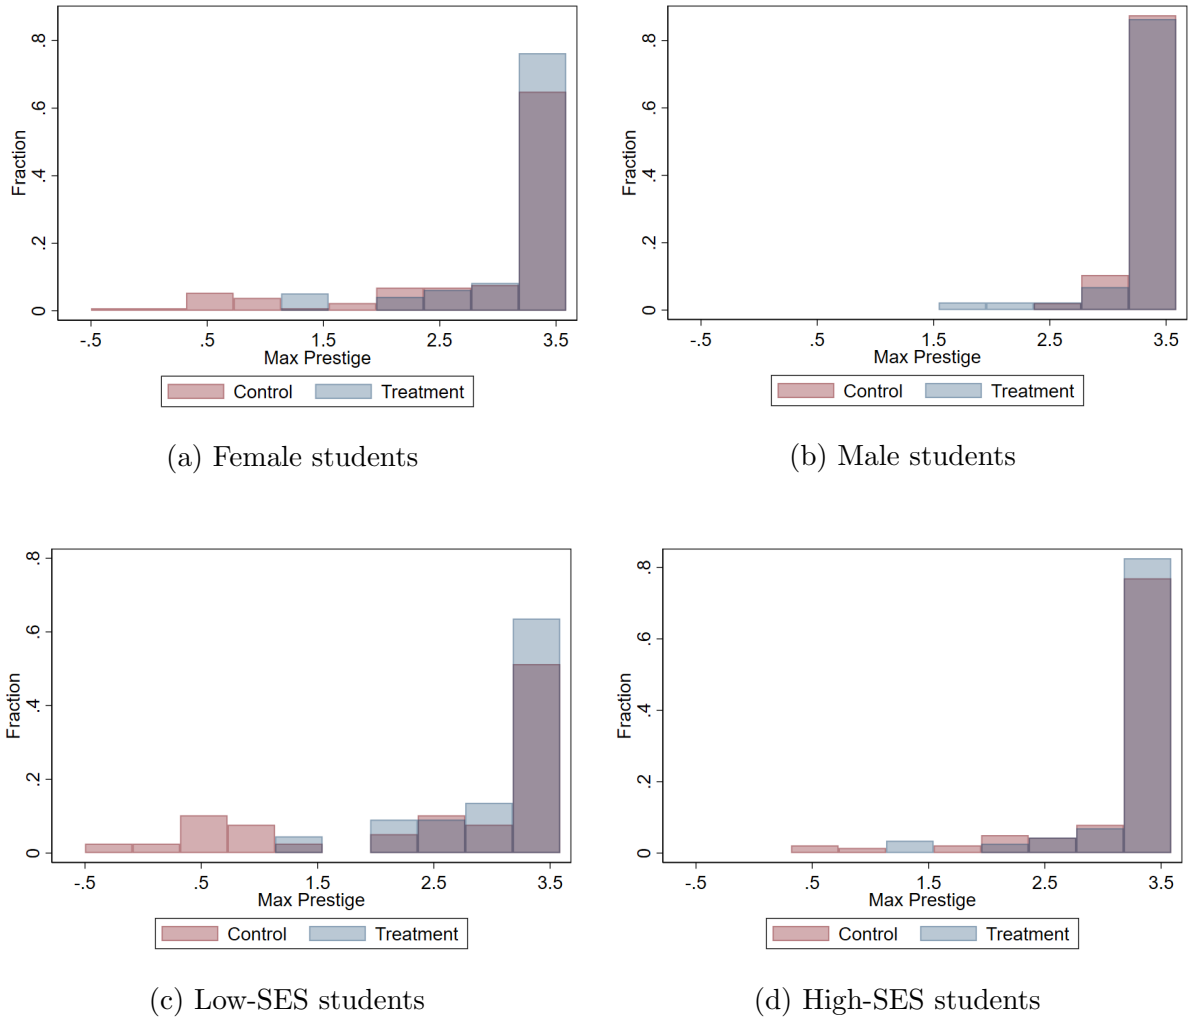 .8
.6
.4
.2
0
Fraction
-.5 .5 1.5 2.5 3.5
Max Prestige
Control Treatment
(a) Female students
.8
.6
.4
.2
0
Fraction
-.5 .5 1.5 2.5 3.5
Max Prestige
Control Treatment
(b) Male students
.8
.6
.4
.2
0
Fraction
-.5 .5 1.5 2.5 3.5
Max Prestige
Control Treatment
(c) Low-SES students
.8
.6
.4
.2
0
Fraction
-.5 .5 1.5 2.5 3.5
Max Prestige
Control Treatment
(d) High-SES students